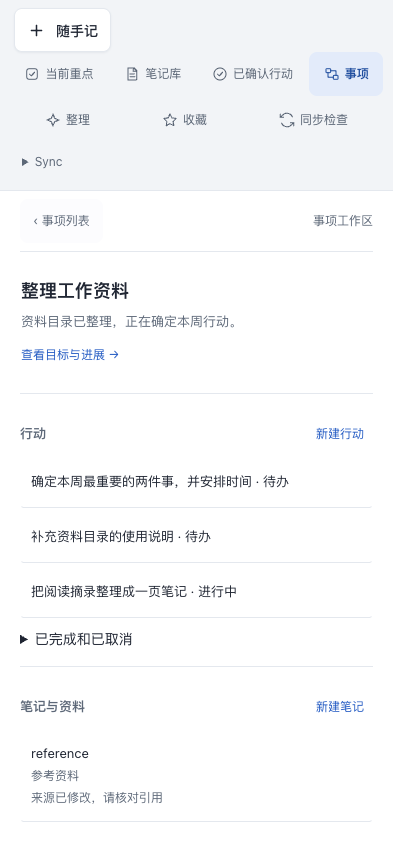 随手记
当前重点
笔记库
已确认行动
事项
整理
收藏
同步检查
Sync
‹ 事项列表
事项工作区
整理工作资料
资料目录已整理，正在确定本周行动。
查看目标与进展 →
行动
新建行动
确定本周最重要的两件事，并安排时间 · 待办
补充资料目录的使用说明 · 待办
把阅读摘录整理成一页笔记 · 进行中
已完成和已取消
笔记与资料
新建笔记
reference
参考资料
来源已修改，请核对引用